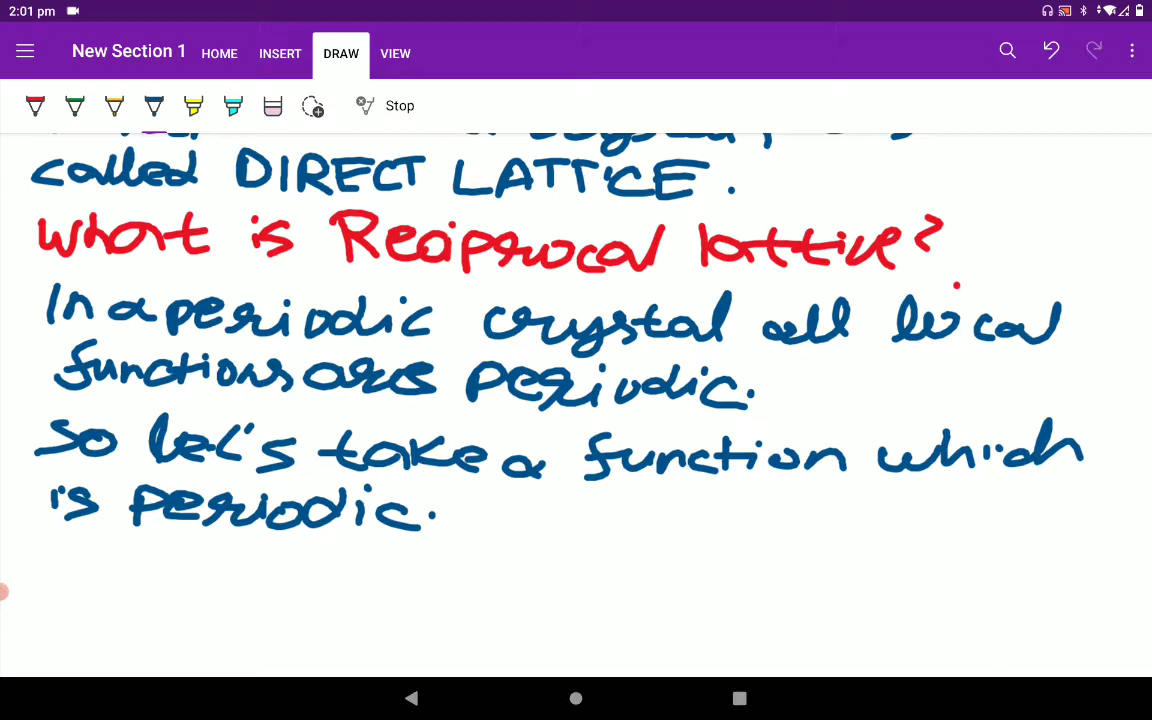 2:01 pm
New Section 1 HOME INSERT DRAW VIEW
Stop
called DIRECT LATTICE.
What is Reciprocal lattice?
In a periodic crystal all local
functions are periodic.
So let's take a function which
is periodic.